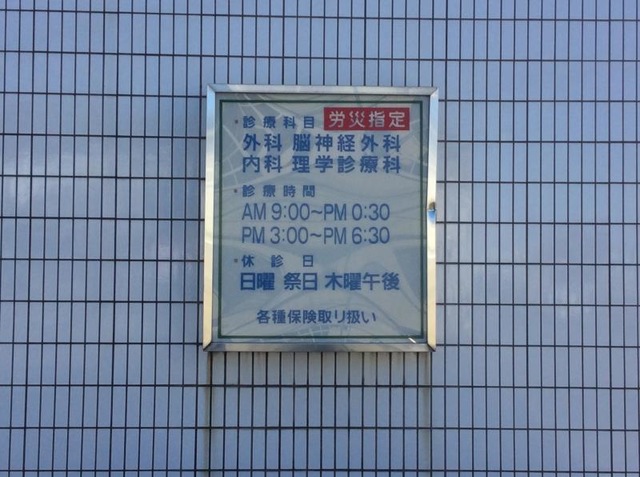 ・診療科目 労災指定
外科 脳神経外科
内科 理学診療科
・診療時間
AM 9:00～PM 0:30
PM 3:00～PM 6:30
・休診日
日曜 祭日 木曜午後
各種保険取り扱い